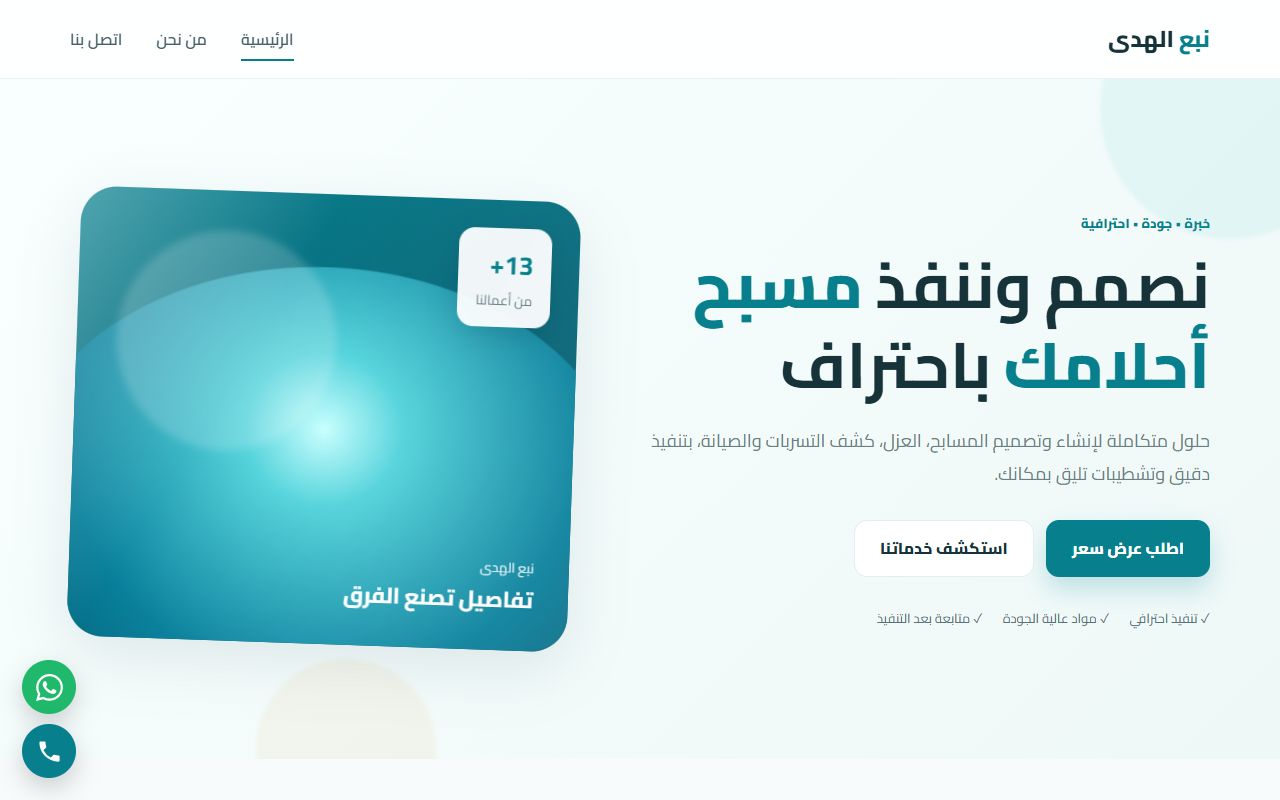 نبع الهدى
الرئيسية
من نحن
اتصل بنا
خبرة • جودة • احترافية
نصمم وننفذ مسبح
أحلامك باحتراف
حلول متكاملة لإنشاء وتصميم المسابح، العزل، كشف التسربات والصيانة، بتنفيذ
دقيق وتشطيبات تليق بمكانك.
اطلب عرض سعر
استكشف خدماتنا
✓ تنفيذ احترافي
✓ مواد عالية الجودة
✓ متابعة بعد التنفيذ
+13
من أعمالنا
نبع الهدى
تفاصيل تصنع الفرق